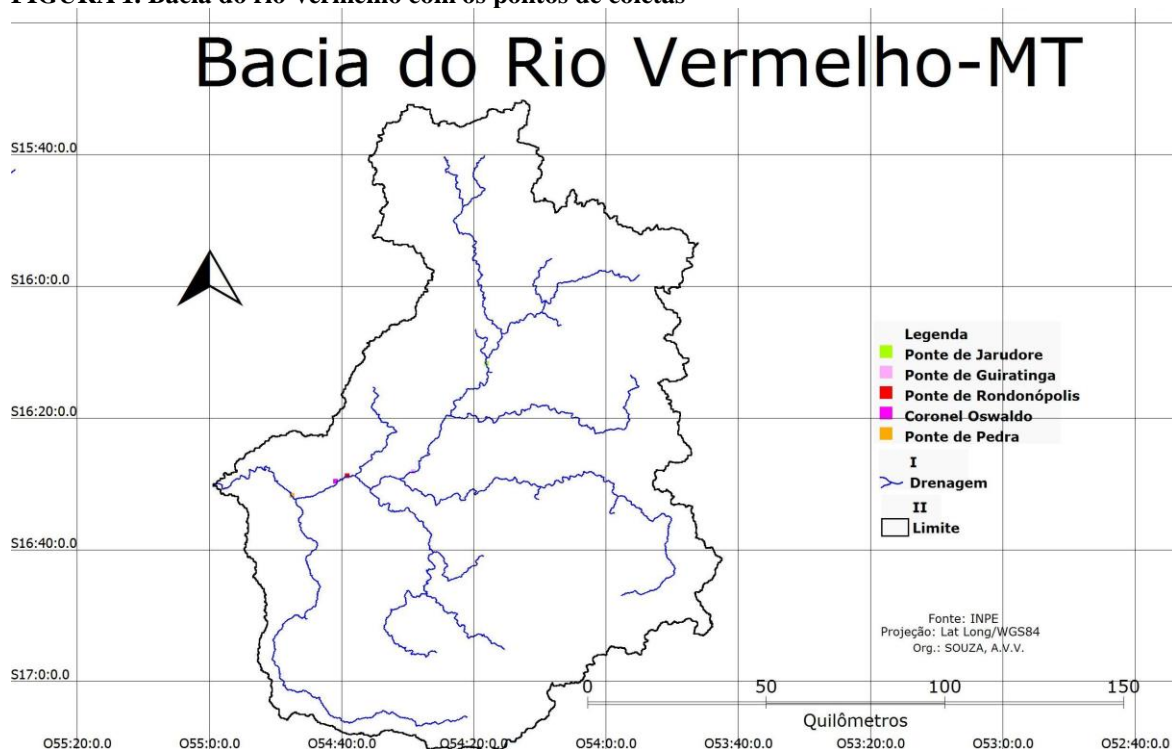 FIGURA 1. Bacia do rio Vermelho com os pontos de coletas
Bacia do Rio Vermelho-MT
S15:40:0.0
S16:0:0.0
S16:20:0.0
S16:40:0.0
S17:0:0.0
Legenda
Ponte de Jarudore
Ponte de Guiratinga
Ponte de Rondonópolis
Coronel Oswaldo
Ponte de Pedra
I
Drenagem
II
Limite
Fonte: INPE
Projeção: Lat Long/WGS84
Org.: SOUZA, A.V.V.
0 50 100 150
Quilômetros
O55:20:0.0 O55:0:0.0 O54:40:0.0 O54:20:0.0 O54:0:0.0 O53:40:0.0 O53:20:0.0 O53:0:0.0 O52:40:0.0